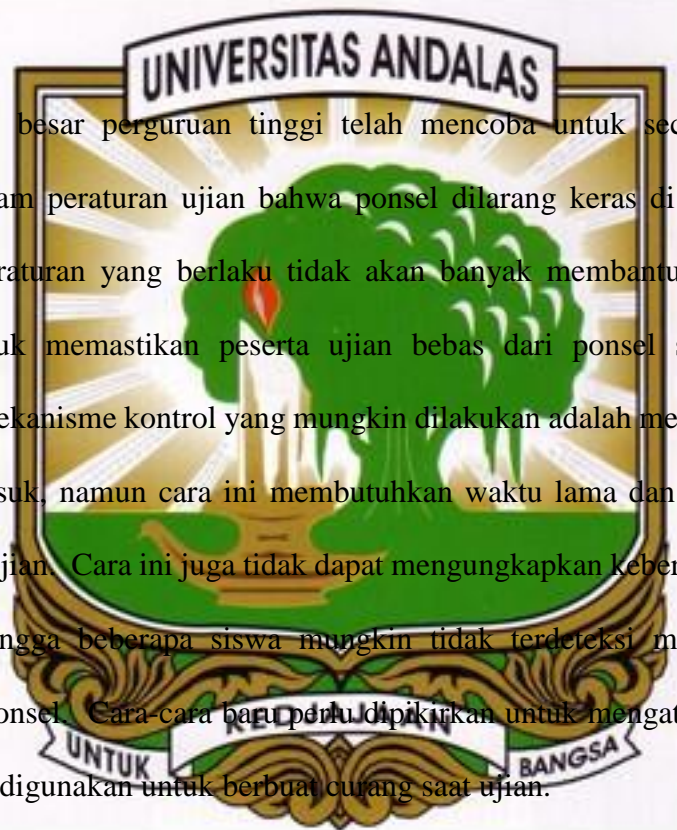 UNIVERSITAS ANDALAS
besar perguruan tinggi telah mencoba untuk sec
am peraturan ujian bahwa ponsel dilarang keras di
raturan yang berlaku tidak akan banyak membantu
uk memastikan peserta ujian bebas dari ponsel s
ekanisme kontrol yang mungkin dilakukan adalah me
suk, namun cara ini membutuhkan waktu lama dan
jian. Cara ini juga tidak dapat mengungkapkan keber
ngga beberapa siswa mungkin tidak terdeteksi m
onsel. Cara-cara baru perlu dipikirkan untuk mengat
UNTUK KEDJAJAAN BANGSA
digunakan untuk berbuat curang saat ujian.